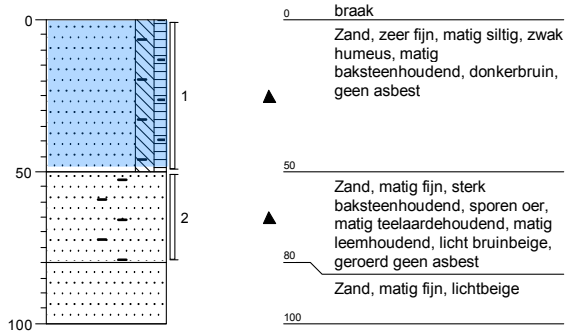 0
50
100
1
2
0
braak
Zand, zeer fijn, matig siltig, zwak
humeus, matig
baksteenhoudend, donkerbruin,
geen asbest
50
Zand, matig fijn, sterk
baksteenhoudend, sporen oer,
matig teelaardehoudend, matig
leemhoudend, licht bruinbeige,
geroerd geen asbest
80
Zand, matig fijn, lichtbeige
100